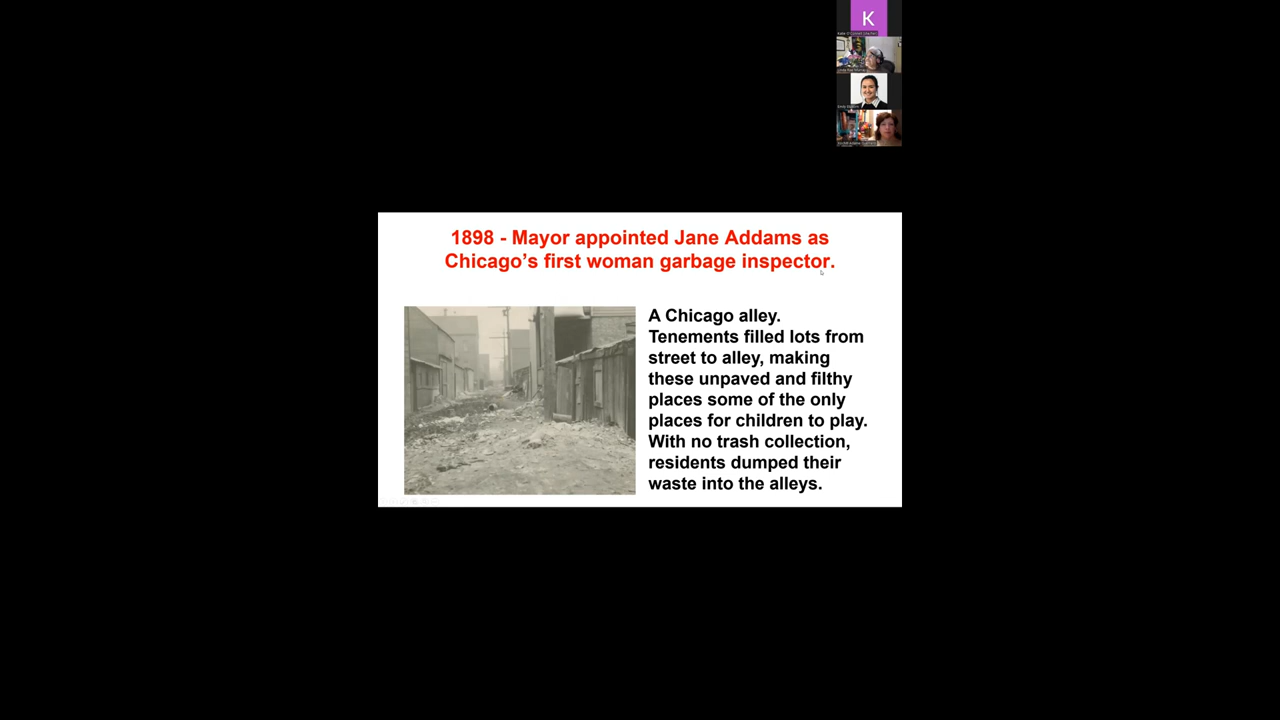 K
1898 - Mayor appointed Jane Addams as
Chicago’s first woman garbage inspector.
A Chicago alley.
Tenements filled lots from
street to alley, making
these unpaved and filthy
places some of the only
places for children to play.
With no trash collection,
residents dumped their
waste into the alleys.